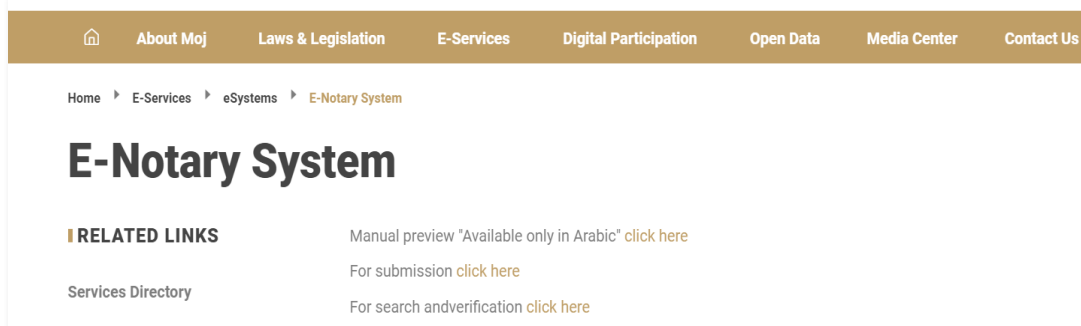 About Moj Laws & Legislation E-Services Digital Participation Open Data Media Center Contact Us
Home E-Services eSystems E-Notary System
E-Notary System
RELATED LINKS
Services Directory
Manual preview "Available only in Arabic" click here
For submission click here
For search andverification click here